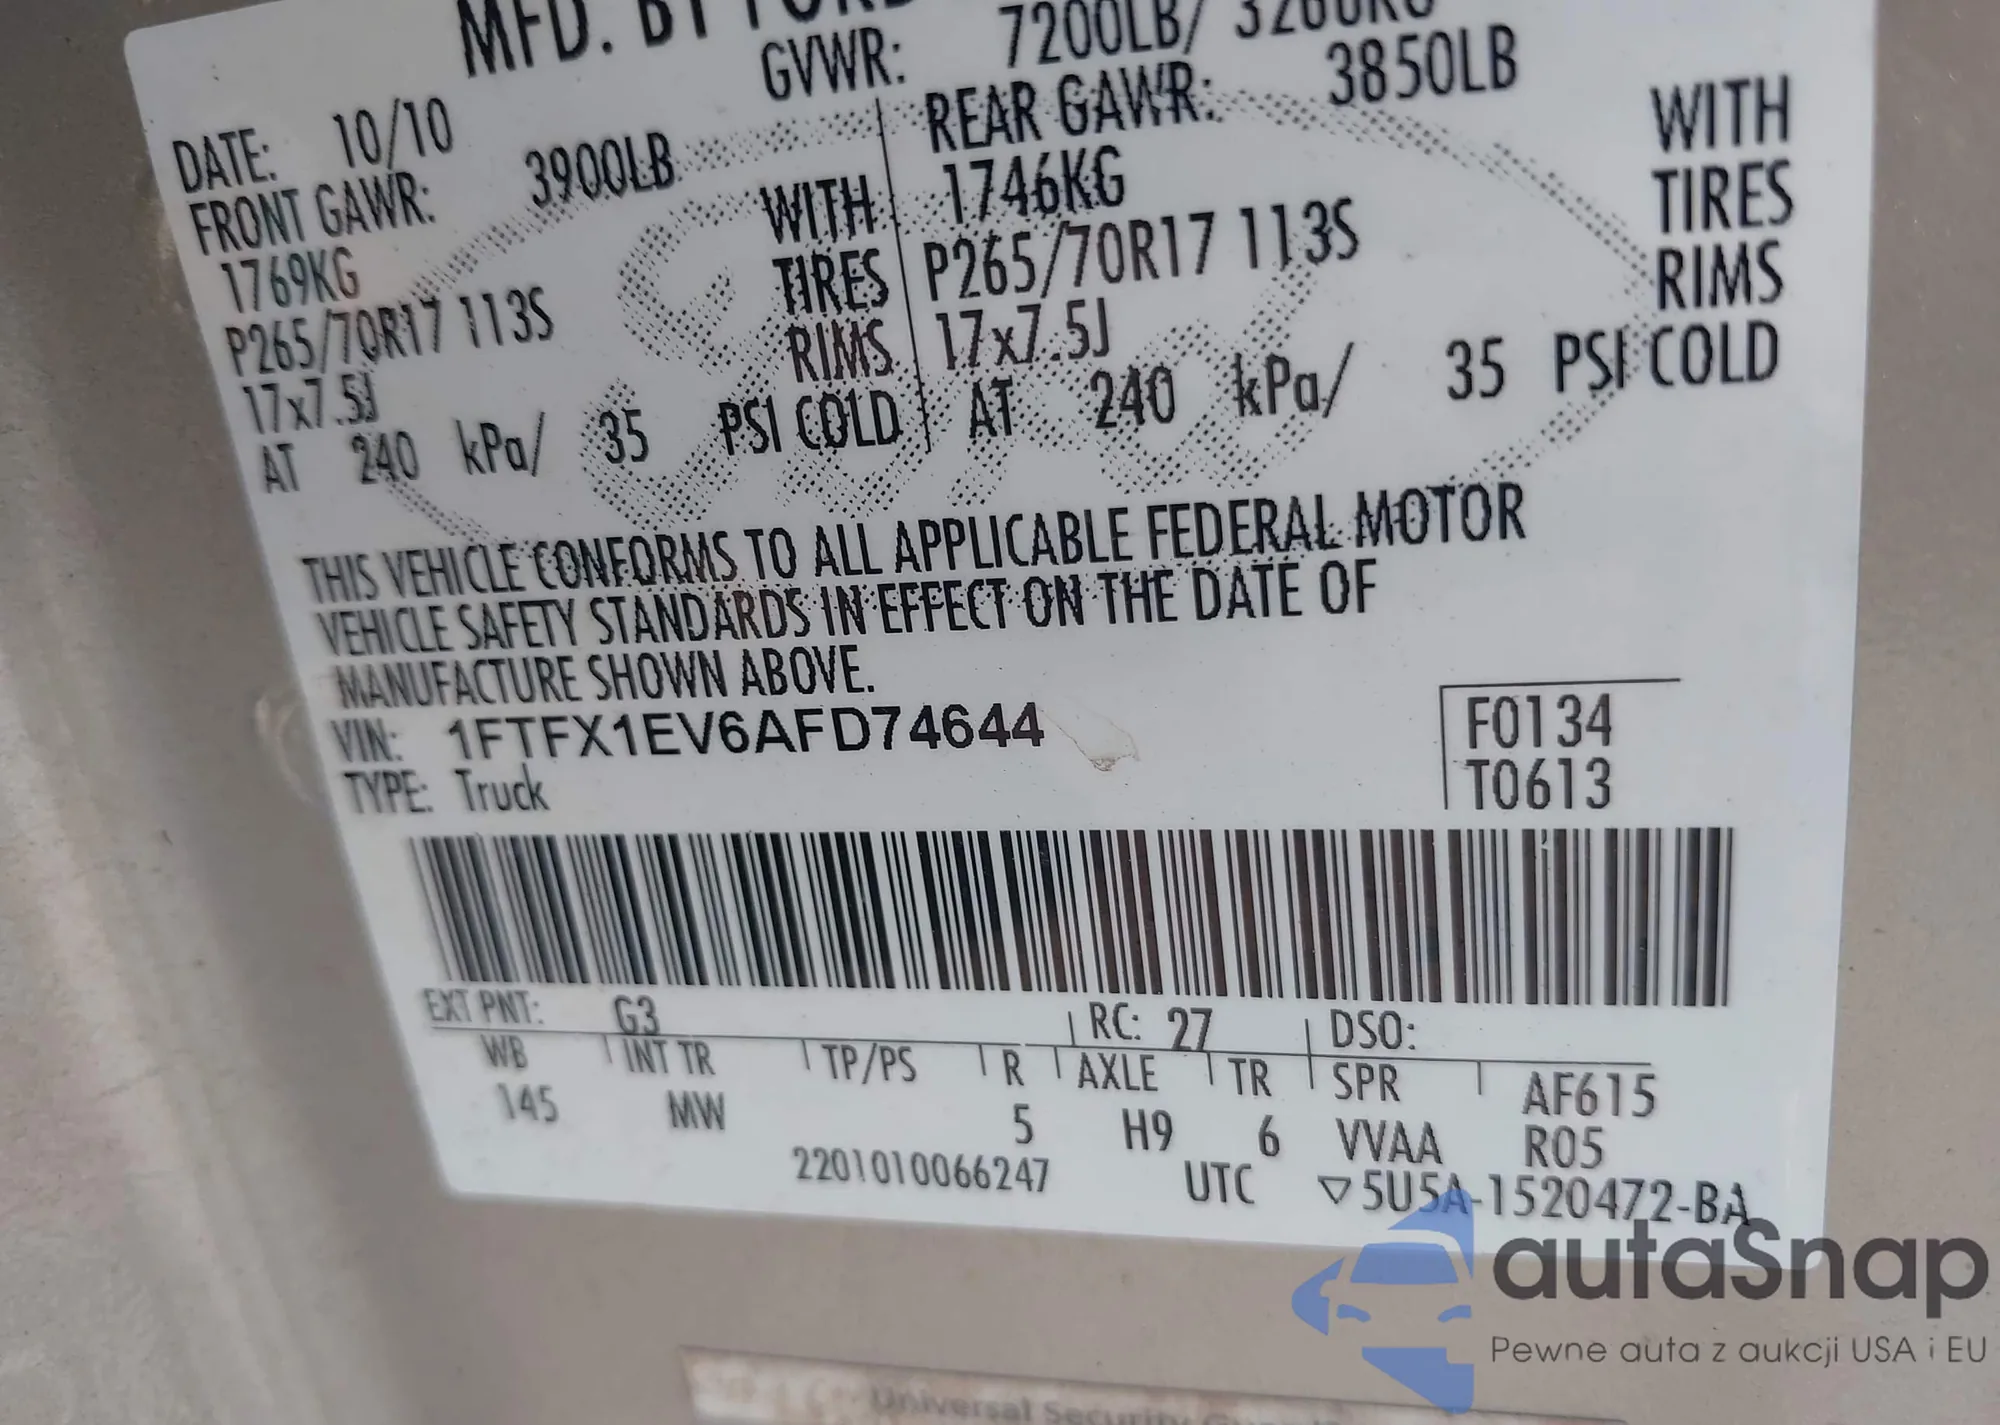 MFD. BY FORD
GVWR: 7200LB/ 3266KG
DATE: 10/10
FRONT GAWR: 3900LB
1769KG
P265/70R17 113S
17x7.5J
AT 240 kPa/ 35 PSI COLD
WITH
TIRES
RIMS
REAR GAWR: 3850LB
1746KG
P265/70R17 113S
17x7.5J
AT 240 kPa/ 35 PSI COLD
WITH
TIRES
RIMS
THIS VEHICLE CONFORMS TO ALL APPLICABLE FEDERAL MOTOR
VEHICLE SAFETY STANDARDS IN EFFECT ON THE DATE OF
MANUFACTURE SHOWN ABOVE.
VIN: 1FTFX1EV6AFD74644
TYPE: Truck
F0134
T0613
EXT PNT: G3 RC: 27 DSO:
WB INT TR TP/PS R AXLE TR SPR AF615
145 MW 5 H9 6 VVAA R05
2201010066247 UTC ▽5U5A-1520472-BA
autaSnap
Pewne auta z aukcji USA i EU
Universal Security